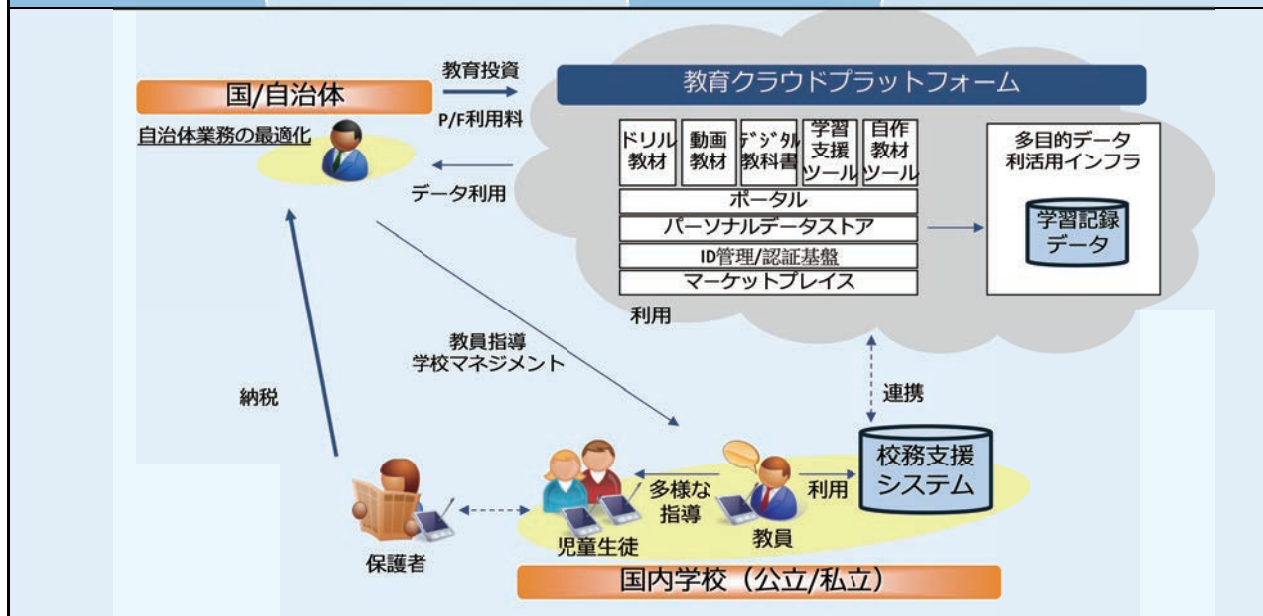 教育投資
国/自治体
P/F利用料
自治体業務の最適化
データ利用
教育クラウドプラットフォーム
ドリル
教材
動画
教材
ﾃﾞｼﾞﾀﾙ
教科書
学習
支援
ツール
自作
教材
ツール
ポータル
パーソナルデータストア
ID管理/認証基盤
マーケットプレイス
多目的データ
利活用インフラ
学習記録
データ
利用
教員指導
学校マネジメント
納税
連携
校務支援
システム
多様な
指導
利用
保護者
児童生徒
教員
国内学校（公立/私立）